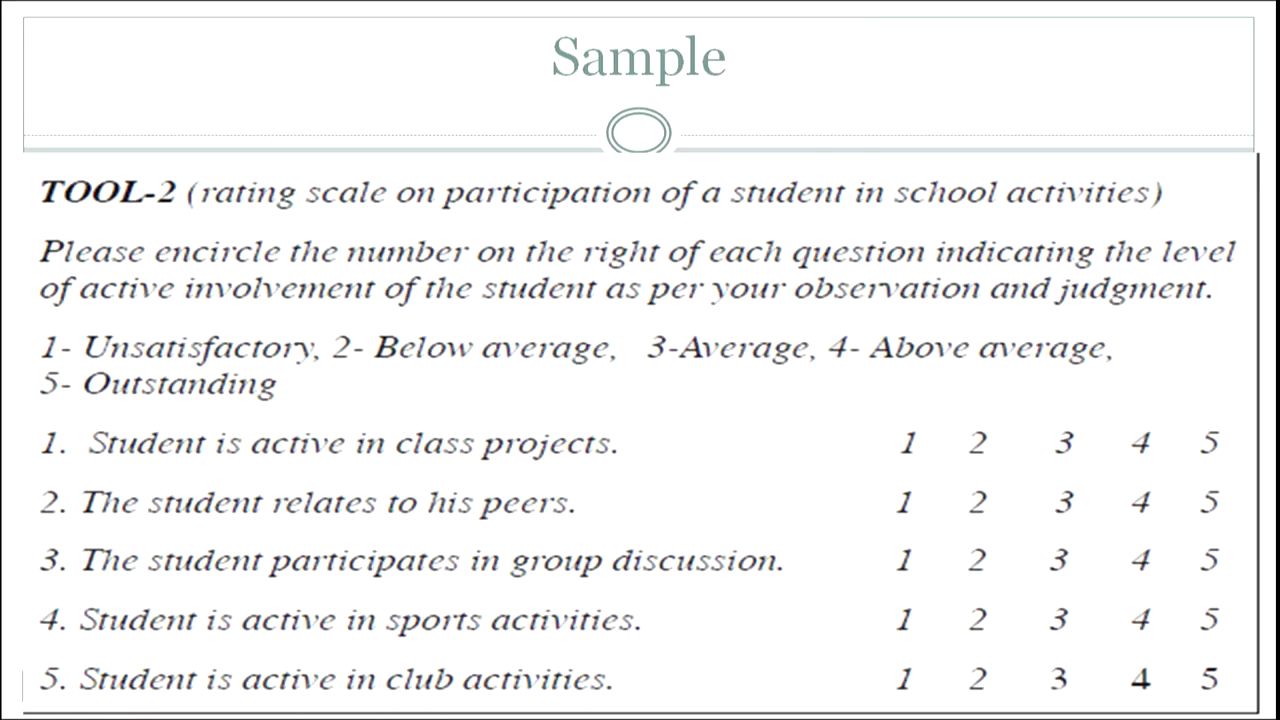 Sample
TOOL-2 (rating scale on participation of a student in school activities)
Please encircle the number on the right of each question indicating the level
of active involvement of the student as per your observation and judgment.
1- Unsatisfactory, 2- Below average, 3-Average, 4- Above average,
5- Outstanding
1. Student is active in class projects. 1 2 3 4 5
2. The student relates to his peers. 1 2 3 4 5
3. The student participates in group discussion. 1 2 3 4 5
4. Student is active in sports activities. 1 2 3 4 5
5. Student is active in club activities. 1 2 3 4 5